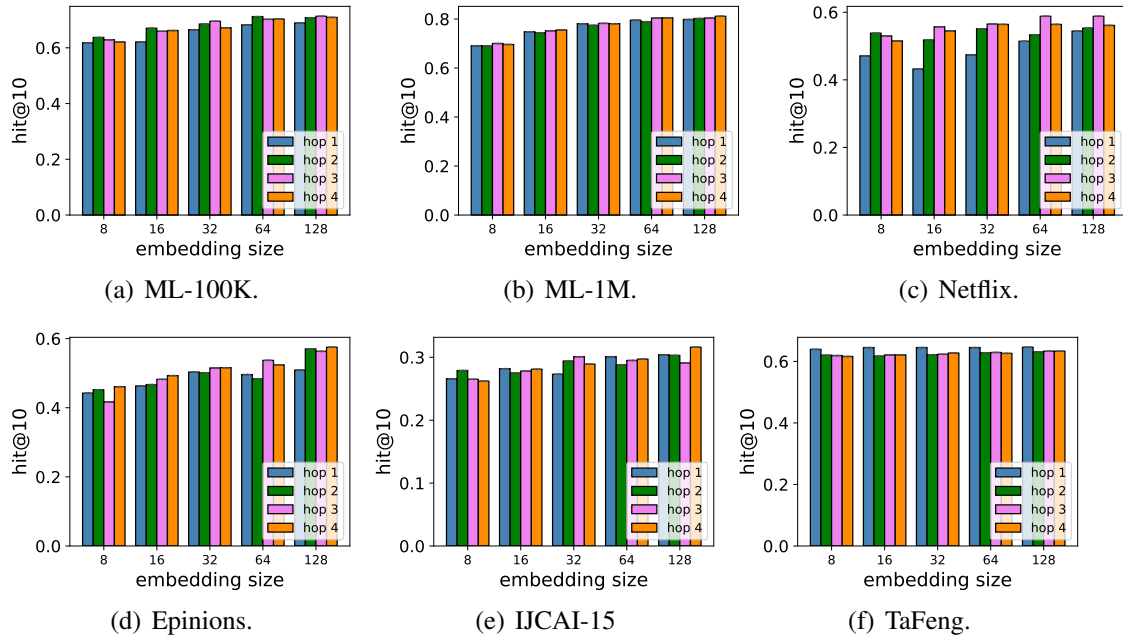 hit@10
0.6
0.4
0.2
0.0
hop 1
hop 2
hop 3
hop 4
8 16 32 64 128
embedding size
(a) ML-100K.
hit@10
0.8
0.6
0.4
0.2
0.0
hop 1
hop 2
hop 3
hop 4
8 16 32 64 128
embedding size
(b) ML-1M.
hit@10
0.6
0.4
0.2
0.0
hop 1
hop 2
hop 3
hop 4
8 16 32 64 128
embedding size
(c) Netflix.
hit@10
0.6
0.4
0.2
0.0
hop 1
hop 2
hop 3
hop 4
8 16 32 64 128
embedding size
(d) Epinions.
hit@10
0.3
0.2
0.1
0.0
hop 1
hop 2
hop 3
hop 4
8 16 32 64 128
embedding size
(e) IJCAI-15
hit@10
0.6
0.4
0.2
0.0
hop 1
hop 2
hop 3
hop 4
8 16 32 64 128
embedding size
(f) TaFeng.